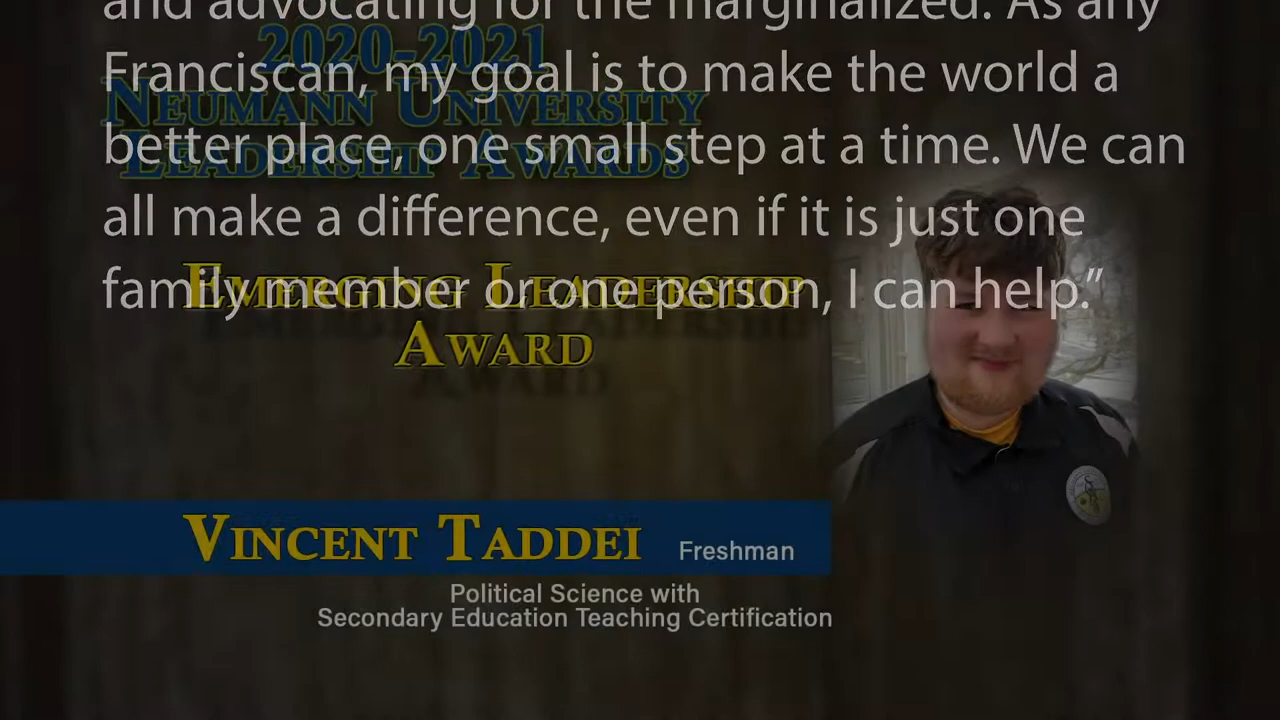 and advocating for the marginalized. As any
Franciscan, my goal is to make the world a
better place, one small step at a time. We can
all make a difference, even if it is just one
family member or one person, I can help.”
2020-2021
NEUMANN UNIVERSITY
LEADERSHIP AWARDS
EMERGING LEADERSHIP
AWARD
VINCENT TADDEI Freshman
Political Science with
Secondary Education Teaching Certification